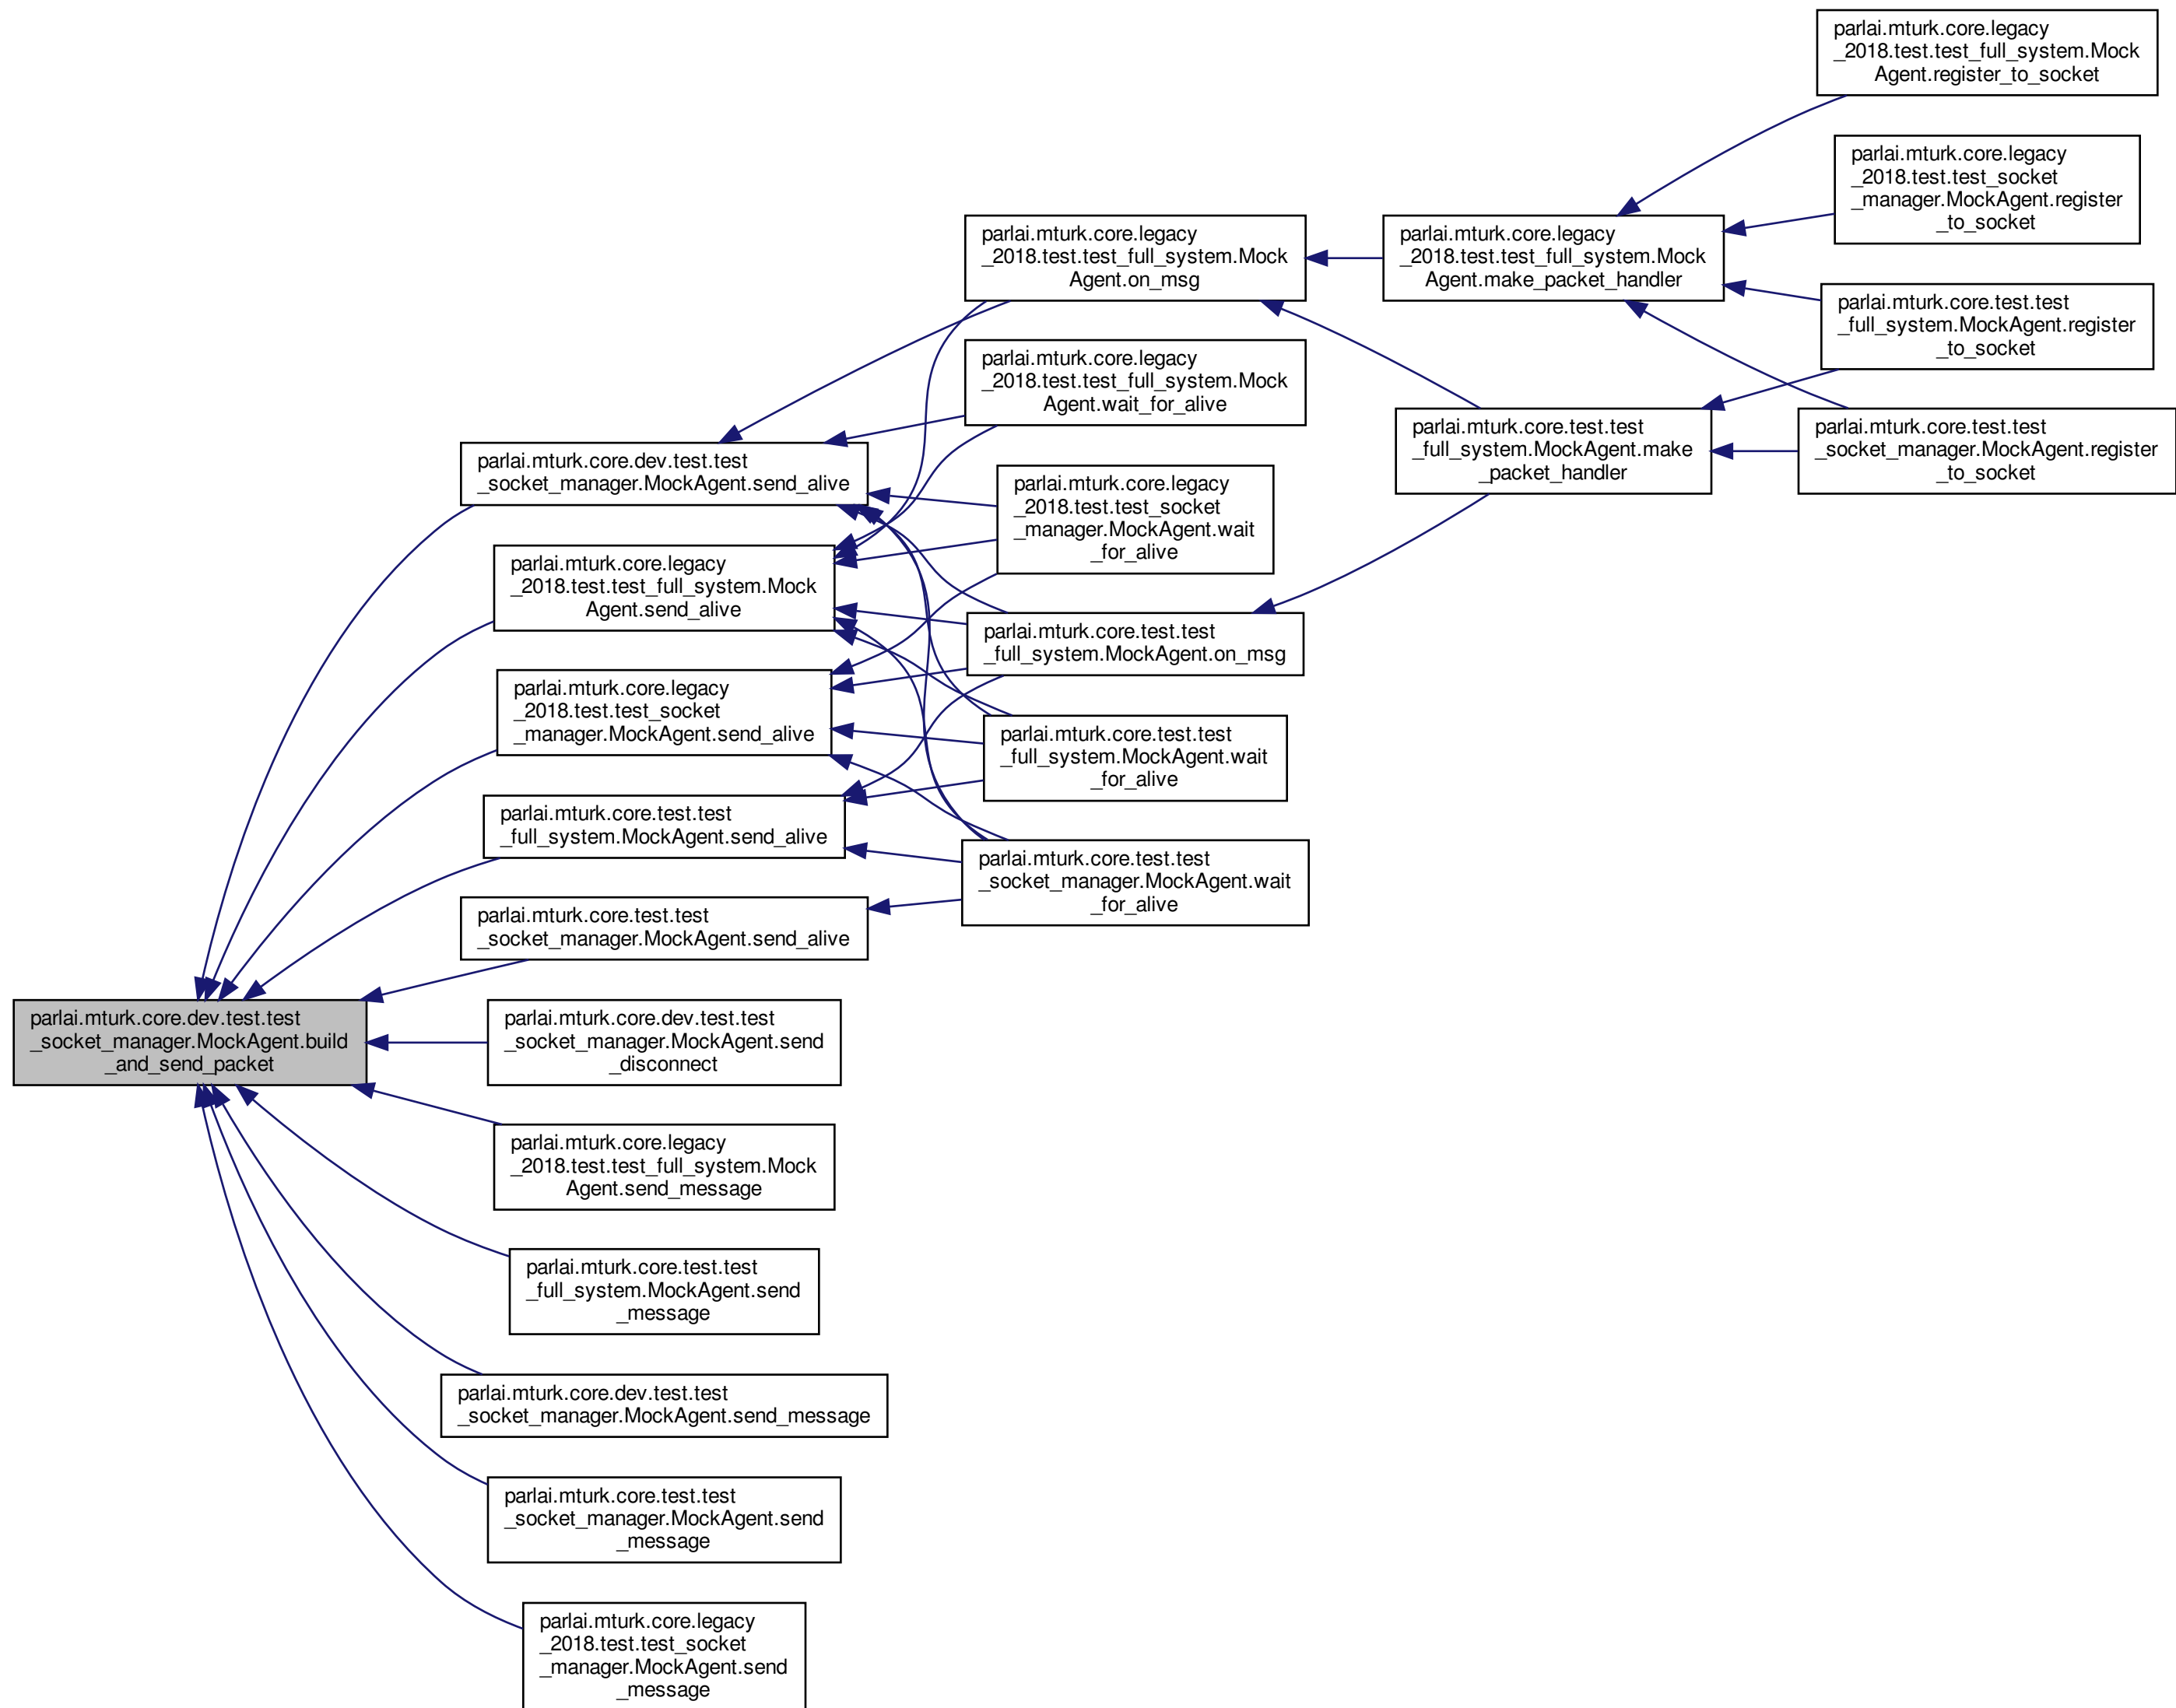 parlai.mturk.core.legacy
_2018.test.test_full_system.Mock
Agent.register_to_socket
parlai.mturk.core.legacy
_2018.test.test_socket
_manager.MockAgent.register
_to_socket
parlai.mturk.core.legacy
_2018.test.test_full_system.Mock
Agent.on_msg
parlai.mturk.core.legacy
_2018.test.test_full_system.Mock
Agent.make_packet_handler
parlai.mturk.core.test.test
_full_system.MockAgent.register
_to_socket
parlai.mturk.core.legacy
_2018.test.test_full_system.Mock
Agent.wait_for_alive
parlai.mturk.core.test.test
_full_system.MockAgent.make
_packet_handler
parlai.mturk.core.test.test
_socket_manager.MockAgent.register
_to_socket
parlai.mturk.core.dev.test.test
_socket_manager.MockAgent.send_alive
parlai.mturk.core.legacy
_2018.test.test_socket
_manager.MockAgent.wait
_for_alive
parlai.mturk.core.legacy
_2018.test.test_full_system.Mock
Agent.send_alive
parlai.mturk.core.test.test
_full_system.MockAgent.on_msg
parlai.mturk.core.legacy
_2018.test.test_socket
_manager.MockAgent.send_alive
parlai.mturk.core.test.test
_full_system.MockAgent.wait
_for_alive
parlai.mturk.core.test.test
_full_system.MockAgent.send_alive
parlai.mturk.core.test.test
_socket_manager.MockAgent.wait
_for_alive
parlai.mturk.core.test.test
_socket_manager.MockAgent.send_alive
parlai.mturk.core.dev.test.test
_socket_manager.MockAgent.build
_and_send_packet
parlai.mturk.core.dev.test.test
_socket_manager.MockAgent.send
_disconnect
parlai.mturk.core.legacy
_2018.test.test_full_system.Mock
Agent.send_message
parlai.mturk.core.test.test
_full_system.MockAgent.send
_message
parlai.mturk.core.dev.test.test
_socket_manager.MockAgent.send_message
parlai.mturk.core.test.test
_socket_manager.MockAgent.send
_message
parlai.mturk.core.legacy
_2018.test.test_socket
_manager.MockAgent.send
_message